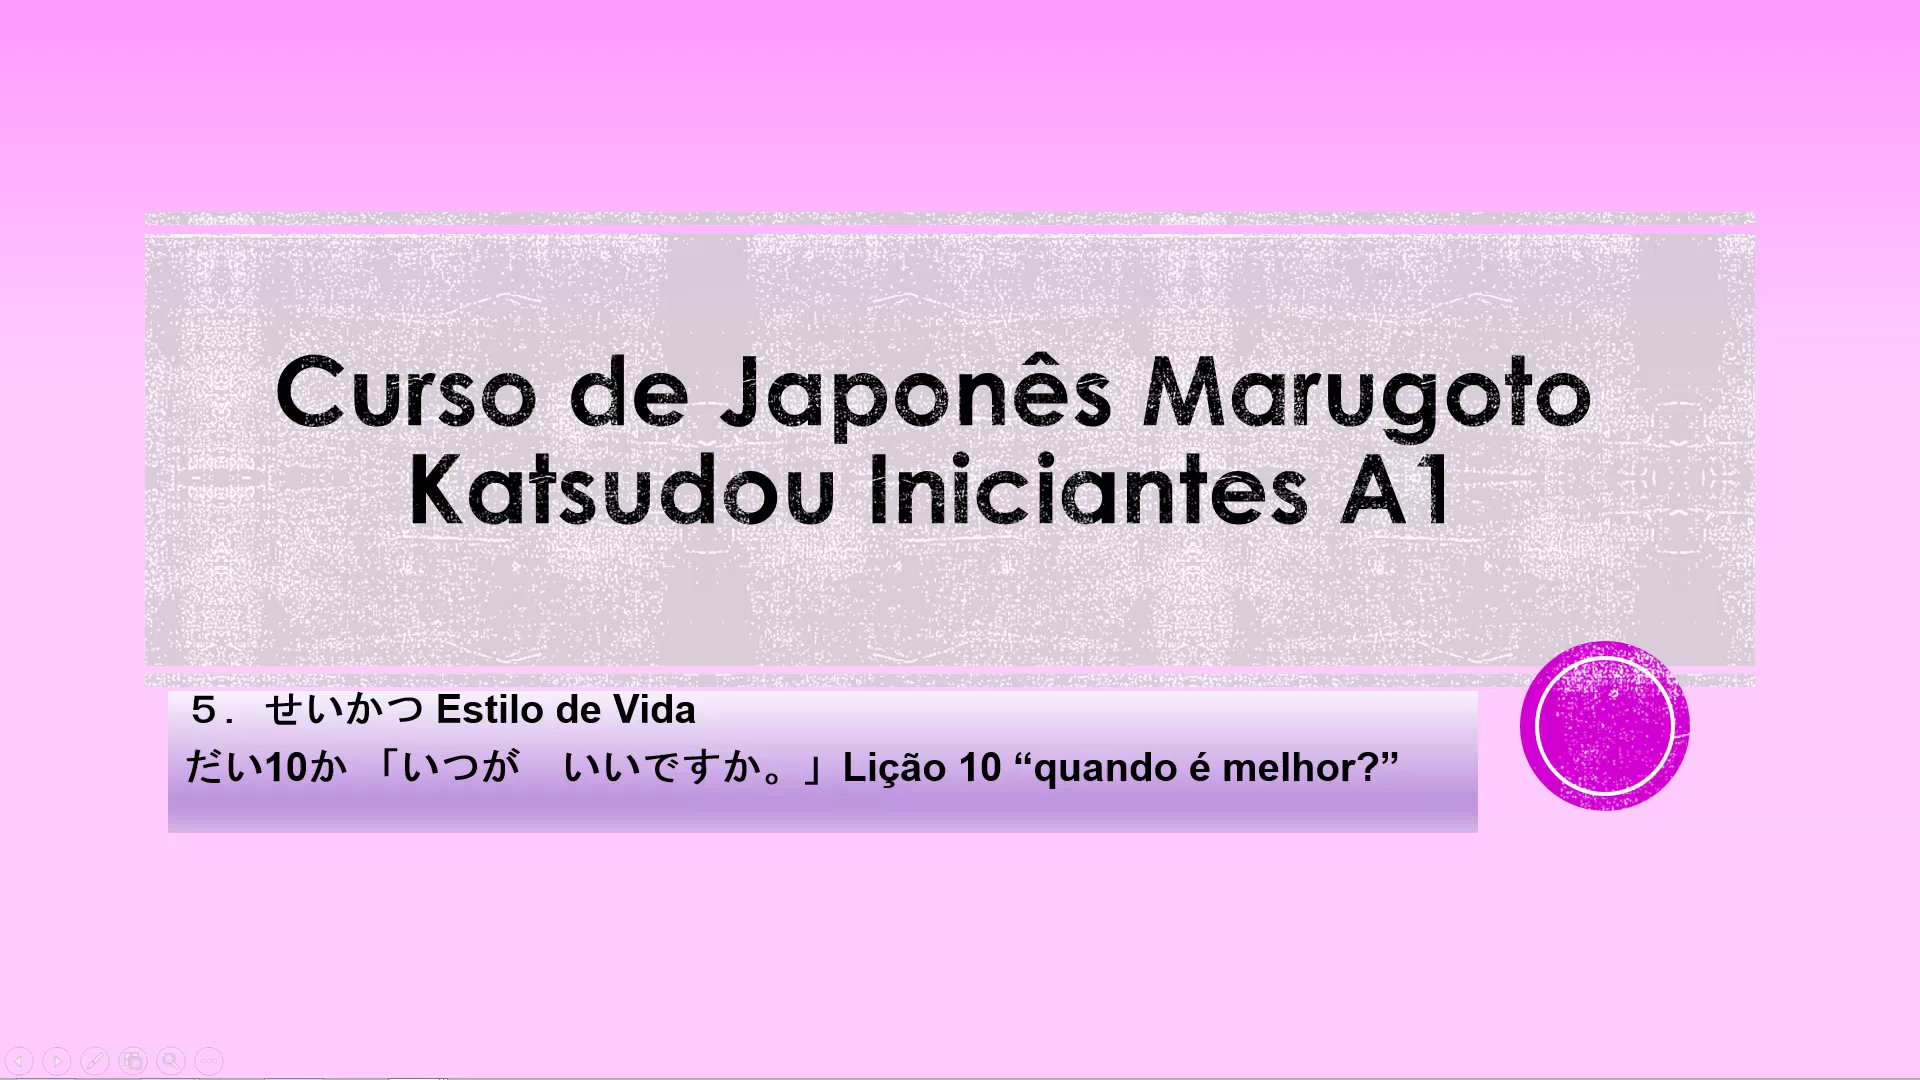 Curso de Japonês Marugoto
Katsudou Iniciantes A1
５． せいかつ Estilo de Vida
だい10か 「いつが　いいですか。」Lição 10 “quando é melhor?”